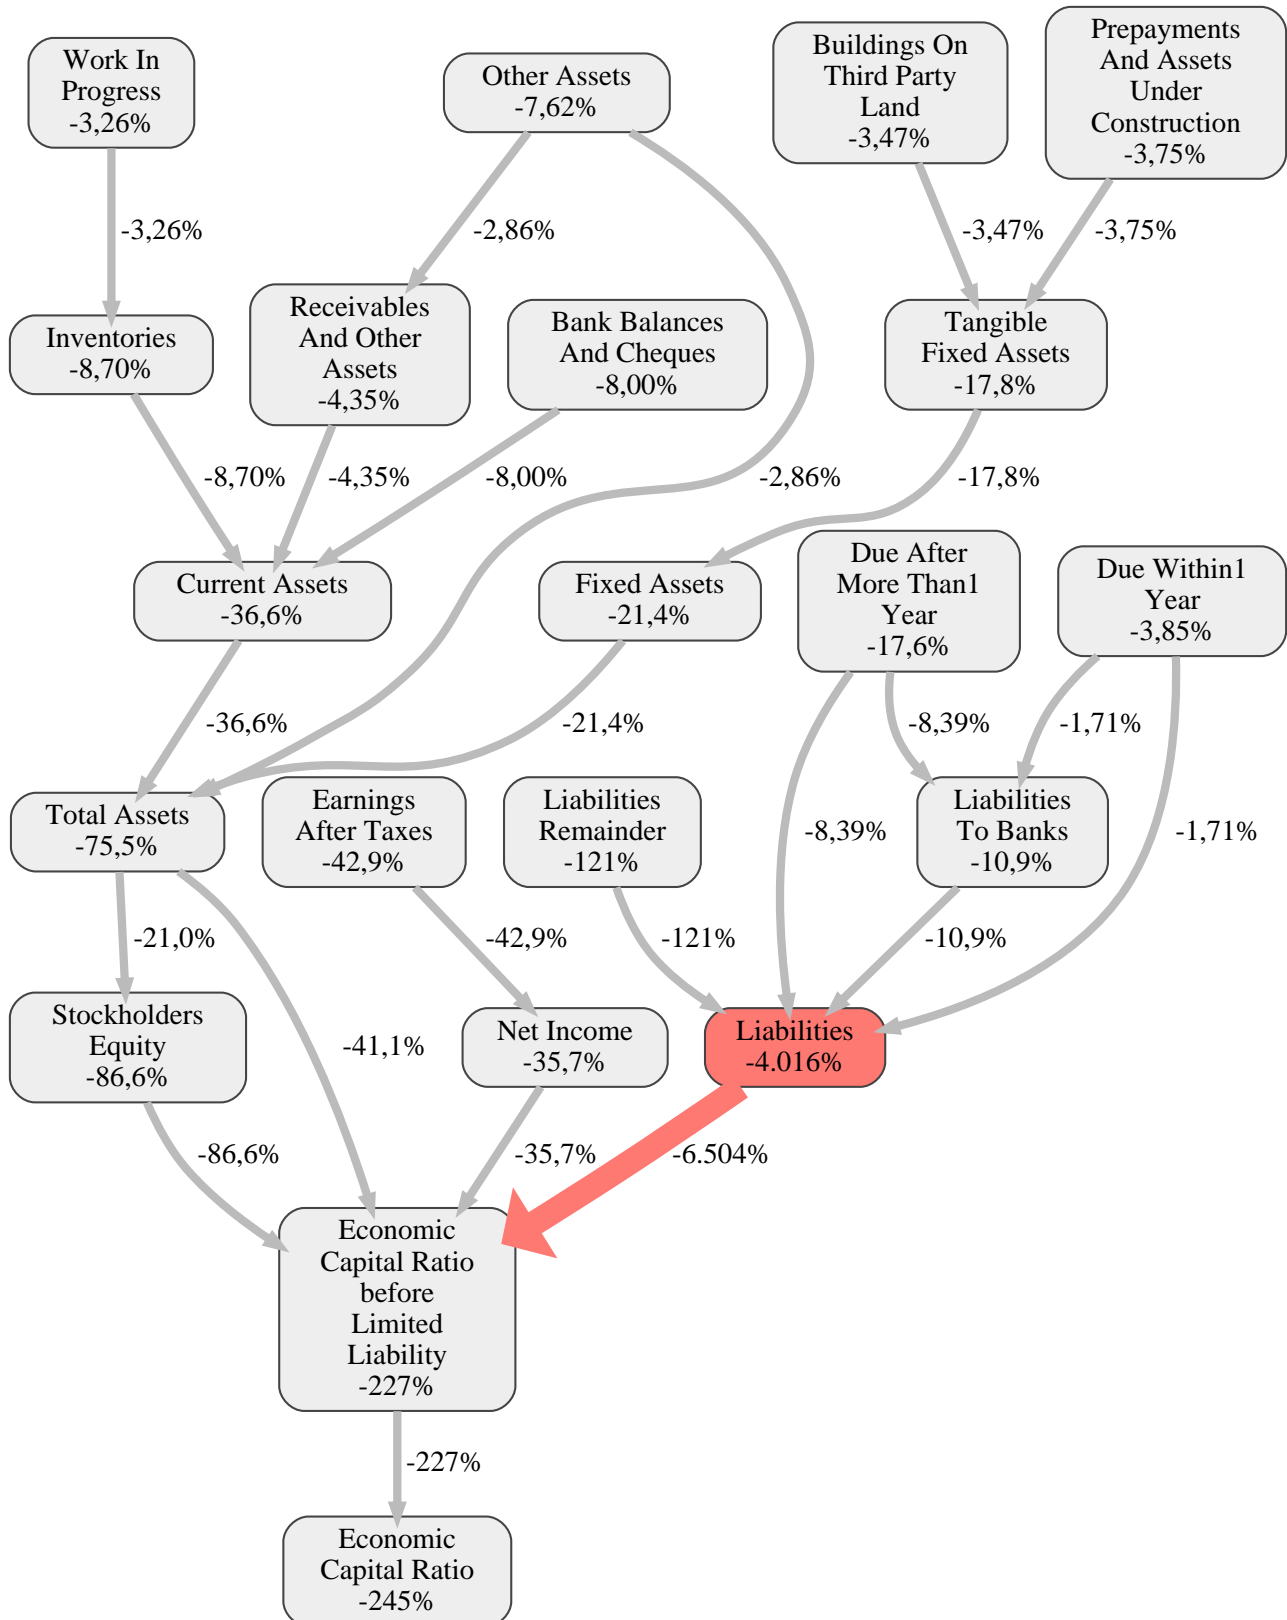 Work In
Progress
-3,26%
Other Assets
-7,62%
Buildings On
Third Party
Land
-3,47%
Prepayments
And Assets
Under
Construction
-3,75%
-3,26%
-2,86%
-3,47%
-3,75%
Inventories
-8,70%
Receivables
And Other
Assets
-4,35%
Bank Balances
And Cheques
-8,00%
Tangible
Fixed Assets
-17,8%
-8,70%
-4,35%
-8,00%
-2,86%
-17,8%
Current Assets
-36,6%
Fixed Assets
-21,4%
Due After
More Than1
Year
-17,6%
Due Within1
Year
-3,85%
-36,6%
-21,4%
-8,39%
-1,71%
Total Assets
-75,5%
Earnings
After Taxes
-42,9%
Liabilities
Remainder
-121%
-8,39%
Liabilities
To Banks
-10,9%
-1,71%
-21,0%
-42,9%
-121%
-10,9%
Stockholders
Equity
-86,6%
-41,1%
Net Income
-35,7%
Liabilities
-4.016%
-86,6%
-35,7%
-6.504%
Economic
Capital Ratio
before
Limited
Liability
-227%
-227%
Economic
Capital Ratio
-245%